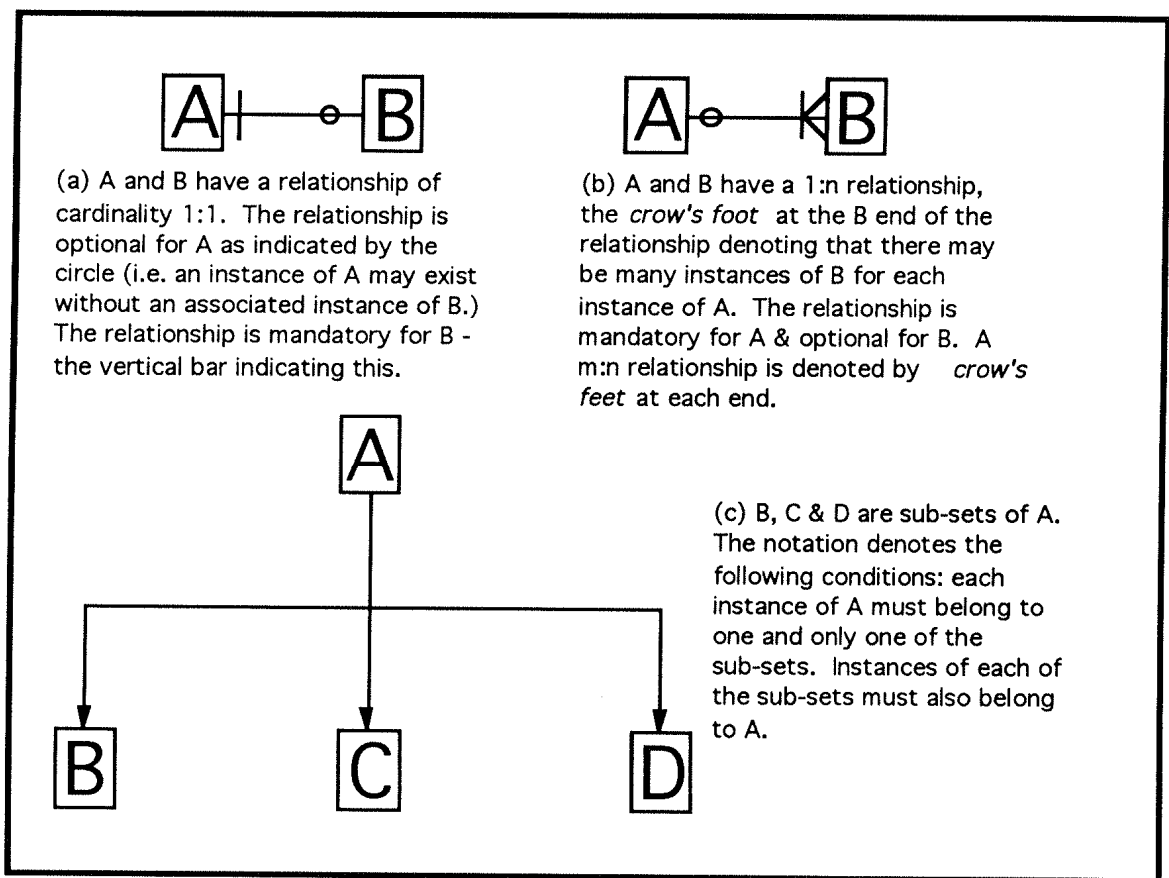 A B
(a) A and B have a relationship of
cardinality 1:1. The relationship is
optional for A as indicated by the
circle (i.e. an instance of A may exist
without an associated instance of B.)
The relationship is mandatory for B -
the vertical bar indicating this.
A B
(b) A and B have a 1:n relationship,
the crow's foot at the B end of the
relationship denoting that there may
be many instances of B for each
instance of A. The relationship is
mandatory for A & optional for B. A
m:n relationship is denoted by crow's
feet at each end.
A
B C D
(c) B, C & D are sub-sets of A.
The notation denotes the
following conditions: each
instance of A must belong to
one and only one of the
sub-sets. Instances of each of
the sub-sets must also belong
to A.